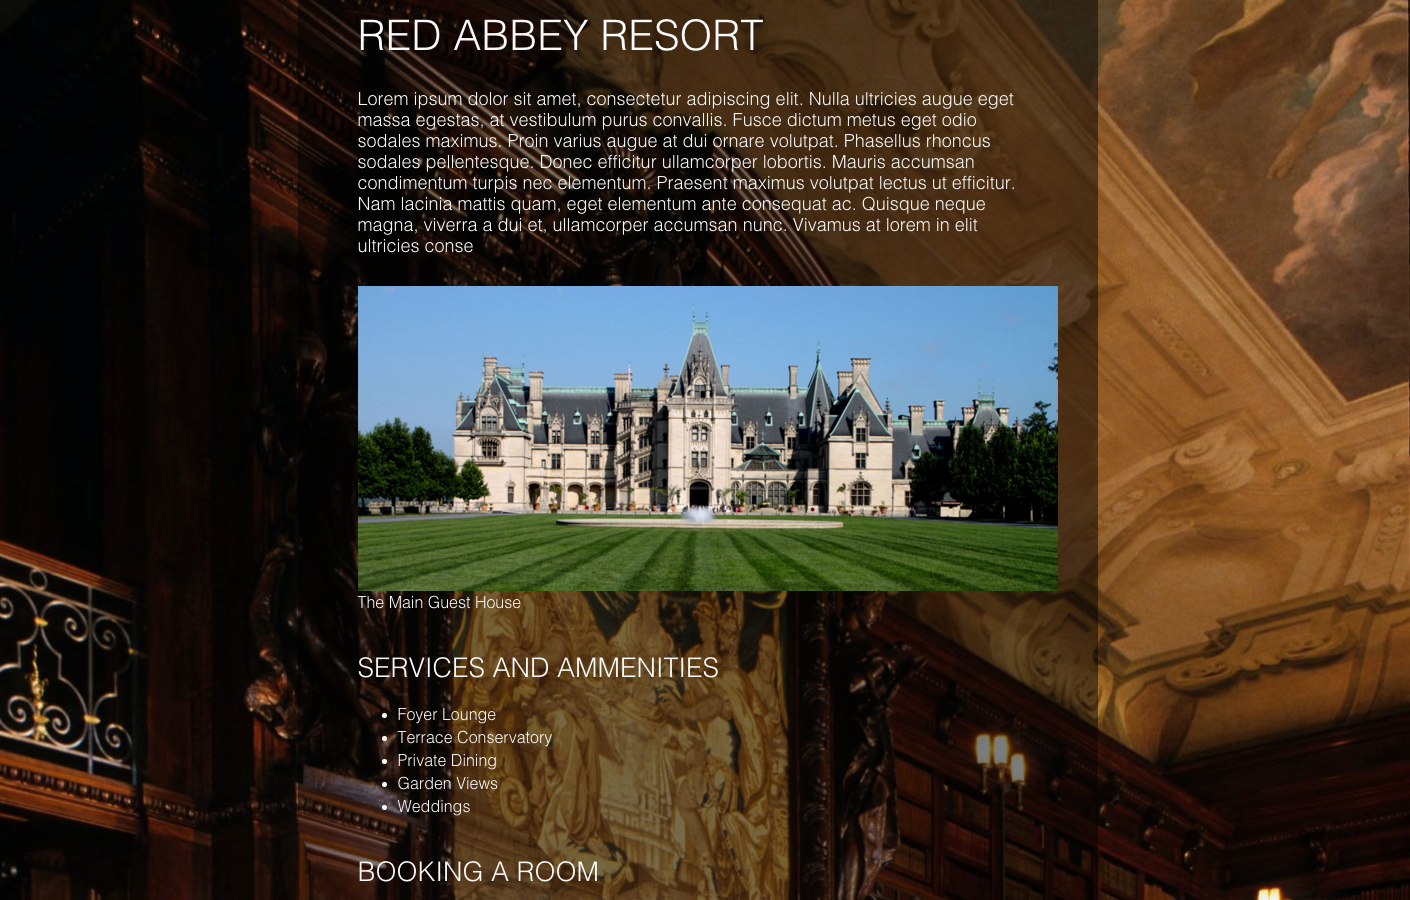 RED ABBEY RESORT
Lorem ipsum dolor sit amet, consectetur adipiscing elit. Nulla ultricies augue eget
massa egestas, at vestibulum purus convallis. Fusce dictum metus eget odio
sodales maximus. Proin varius augue at dui ornare volutpat. Phasellus rhoncus
sodales pellentesque. Donec efficitur ullamcorper lobortis. Mauris accumsan
condimentum turpis nec elementum. Praesent maximus volutpat lectus ut efficitur.
Nam lacinia mattis quam, eget elementum ante consequat ac. Quisque neque
magna, viverra a dui et, ullamcorper accumsan nunc. Vivamus at lorem in elit
ultricies conse
The Main Guest House
SERVICES AND AMMENITIES
• Foyer Lounge
• Terrace Conservatory
• Private Dining
• Garden Views
• Weddings
BOOKING A ROOM